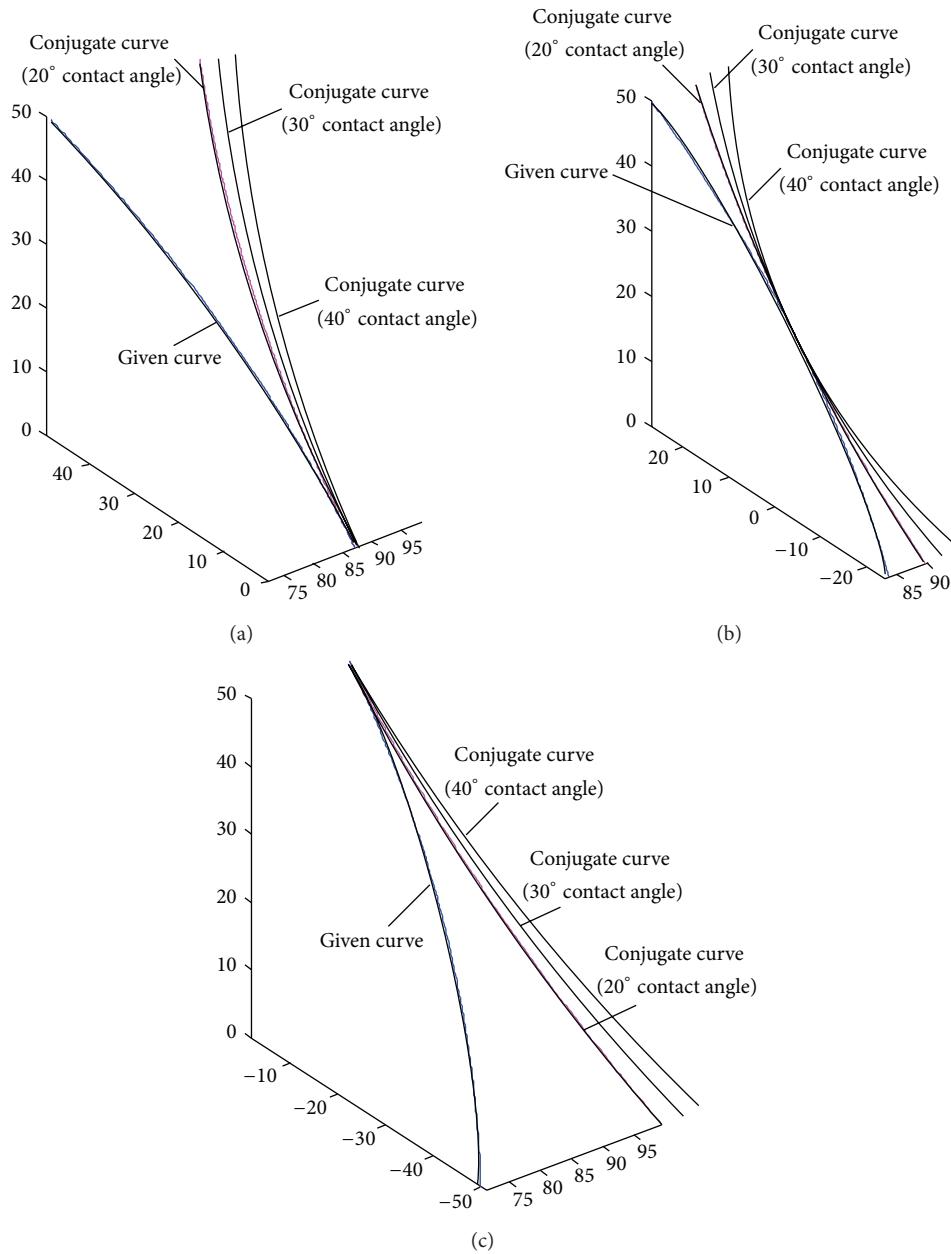 Conjugate curve
(20° contact angle)
Conjugate curve
(30° contact angle)
Conjugate curve
(40° contact angle)
Given curve
50
40
30
20
10
0
40
30
20
10
0
75
80
85
90
95
(a)
Conjugate curve
(20° contact angle)
Conjugate curve
(30° contact angle)
Conjugate curve
(40° contact angle)
Given curve
50
40
30
20
10
0
20
10
0
−10
−20
85
90
(b)
Conjugate curve
(40° contact angle)
Conjugate curve
(30° contact angle)
Conjugate curve
(20° contact angle)
Given curve
50
40
30
20
10
0
−10
−20
−30
−40
−50
75
80
85
90
95
(c)